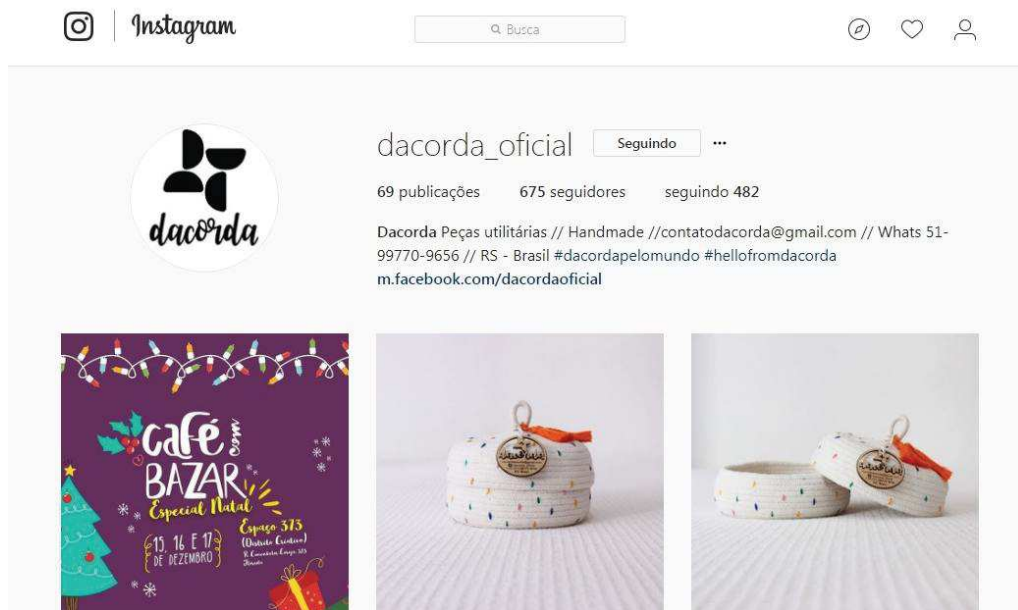 Instagram
Busca
dacorda
dacorda_oficial Seguindo
69 publicações 675 seguidores seguindo 482
Dacorda Peças utilitárias // Handmade //contatodacorda@gmail.com // Whats 51-
99770-9656 // RS - Brasil #dacordapelomundo #hellofromdacorda
m.facebook.com/dacordaoficial
café com
BAZAR
Especial Natal
15, 16 E 17
DE DEZEMBRO
Espaço 373
(Distrito Criativo)